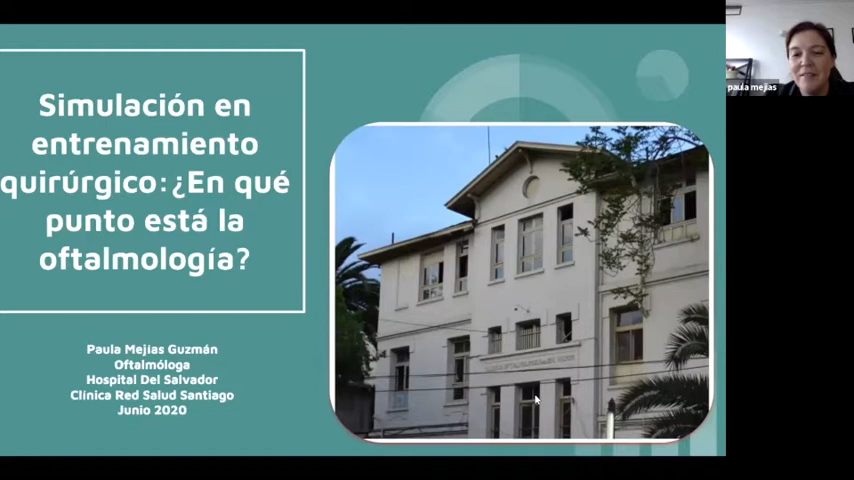 Simulación en
entrenamiento
quirúrgico:¿En qué
punto está la
oftalmología?
Paula Mejías Guzmán
Oftalmóloga
Hospital Del Salvador
Clínica Red Salud Santiago
Junio 2020
paula mejias